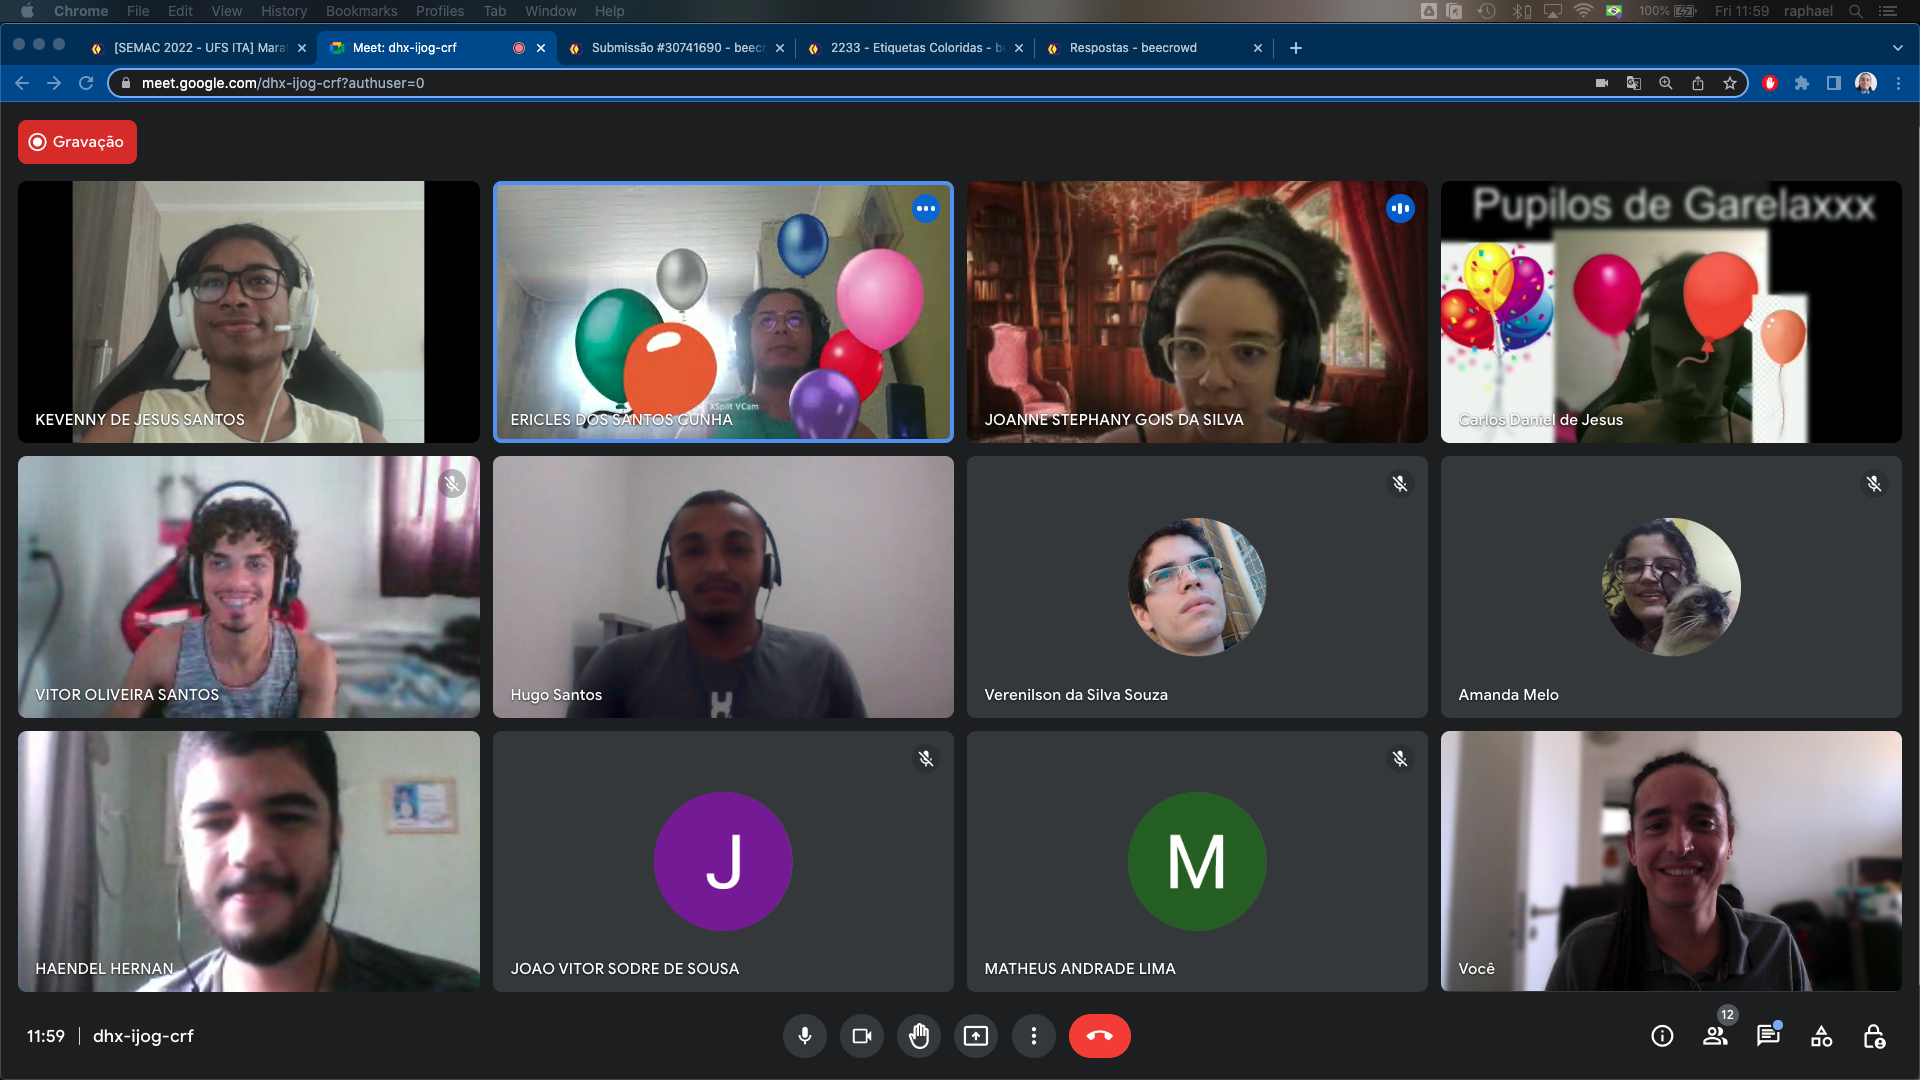 Chrome File Edit View History Bookmarks Profiles Tab Window Help 100% Fri 11:59 raphael
[SEMAC 2022 - UFS ITA] Mara Meet: dhx-ijog-crf Submissão #30741690 - beecr 2233 - Etiquetas Coloridas - b Respostas - beecrowd
meet.google.com/dhx-ijog-crf?authuser=0
Gravação
Pupilos de Garelaxxx
XSplit VCam
KEVENNY DE JESUS SANTOS
ERICLES DOS SANTOS CUNHA
JOANNE STEPHANY GOIS DA SILVA
Carlos Daniel de Jesus
VITOR OLIVEIRA SANTOS
Hugo Santos
Verenilson da Silva Souza
Amanda Melo
J
M
HAENDEL HERNAN
JOAO VITOR SODRE DE SOUSA
MATHEUS ANDRADE LIMA
Você
11:59 dhx-ijog-crf
12